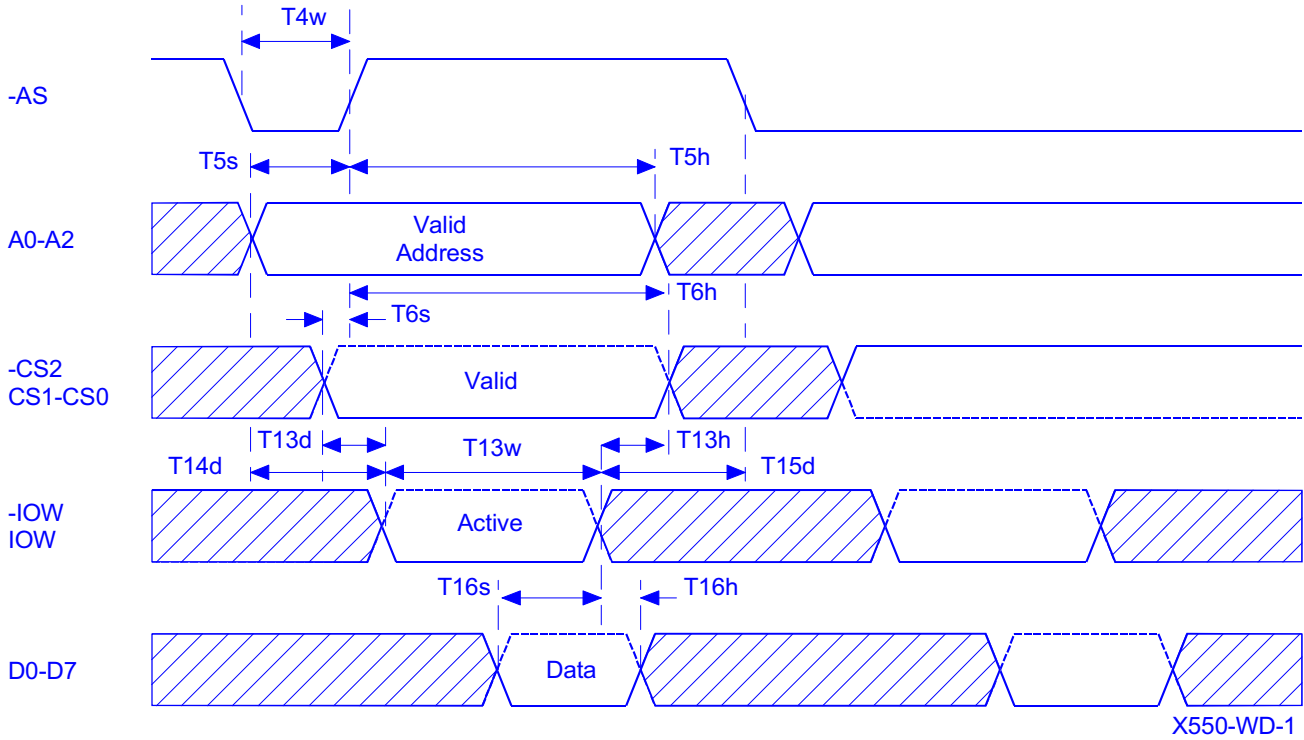 T4w
-AS
T5s
T5h
A0-A2
Valid
Address
T6h
T6s
-CS2
CS1-CS0
Valid
T13d
T13w
T13h
T14d
T15d
-IOW
IOW
Active
T16s
T16h
D0-D7
Data
X550-WD-1